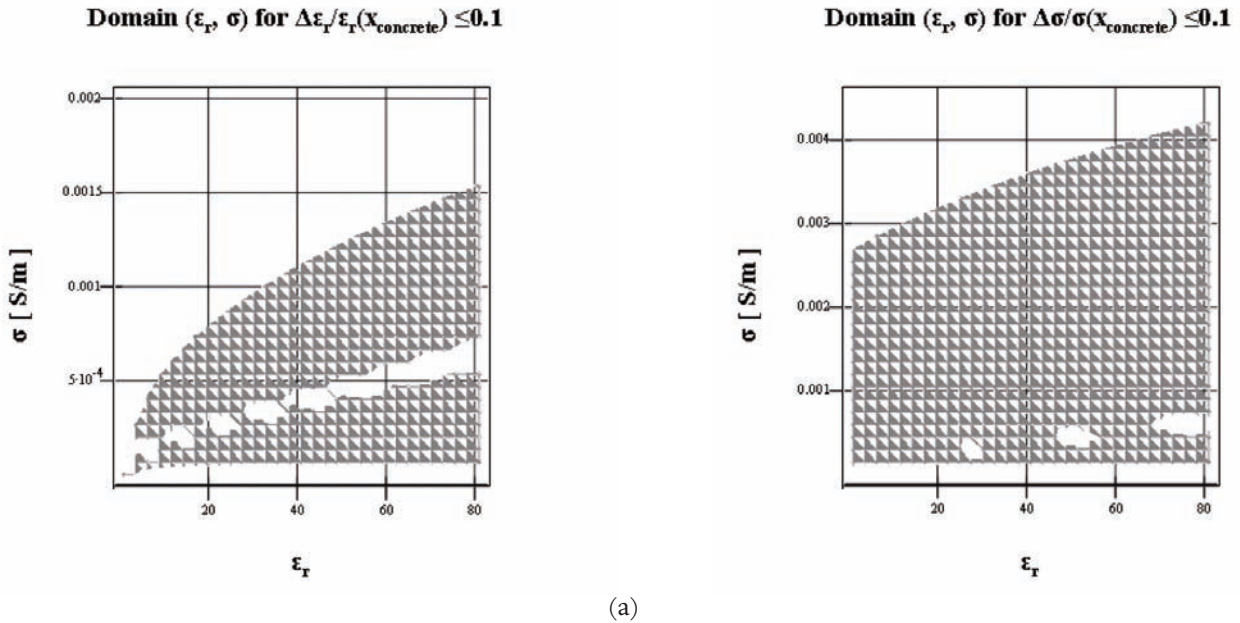 Domain (εr, σ) for Δεr/εr(xconcrete) ≤0.1
0.002
0.0015
0.001
5·10-4
σ [ S/m ]
20 40 60 80
εr
Domain (εr, σ) for Δσ/σ(xconcrete) ≤0.1
0.004
0.003
0.002
0.001
σ [ S/m ]
20 40 60 80
εr
(a)